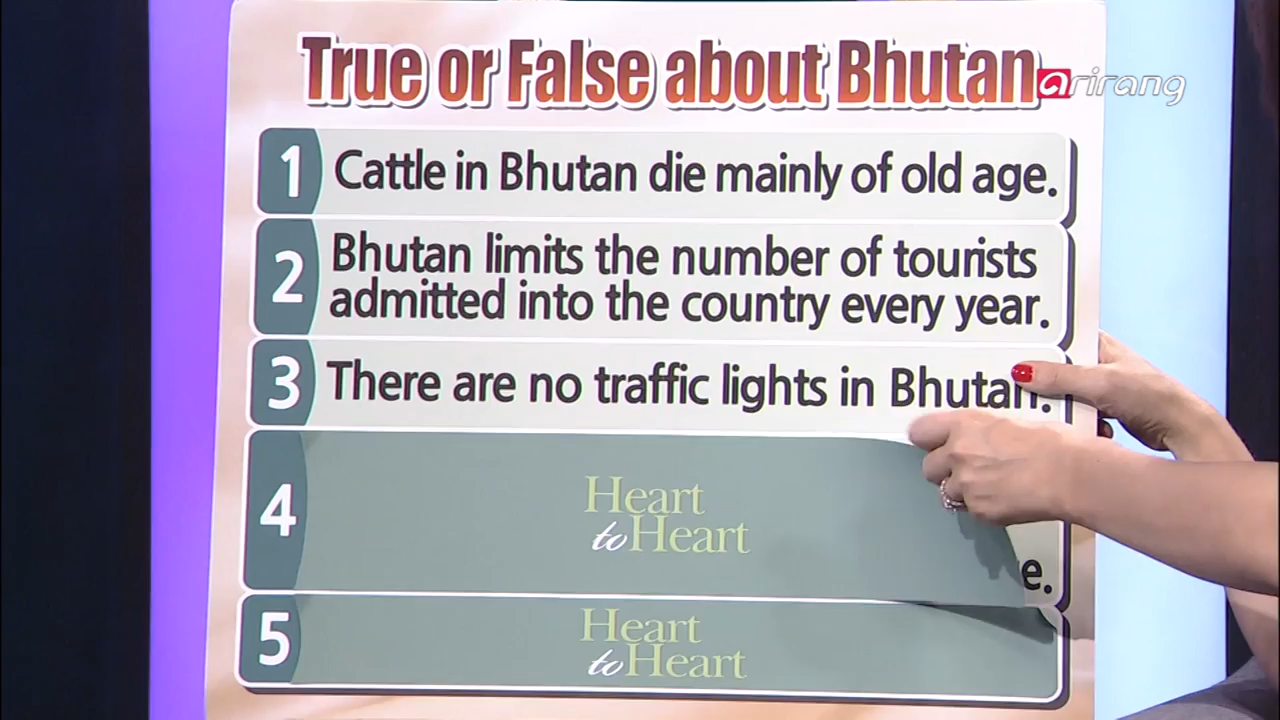 True or False about Bhutan
arirang
1 Cattle in Bhutan die mainly of old age.
2 Bhutan limits the number of tourists
admitted into the country every year.
3 There are no traffic lights in Bhutan.
4 Heart
to Heart
e.
5 Heart
to Heart